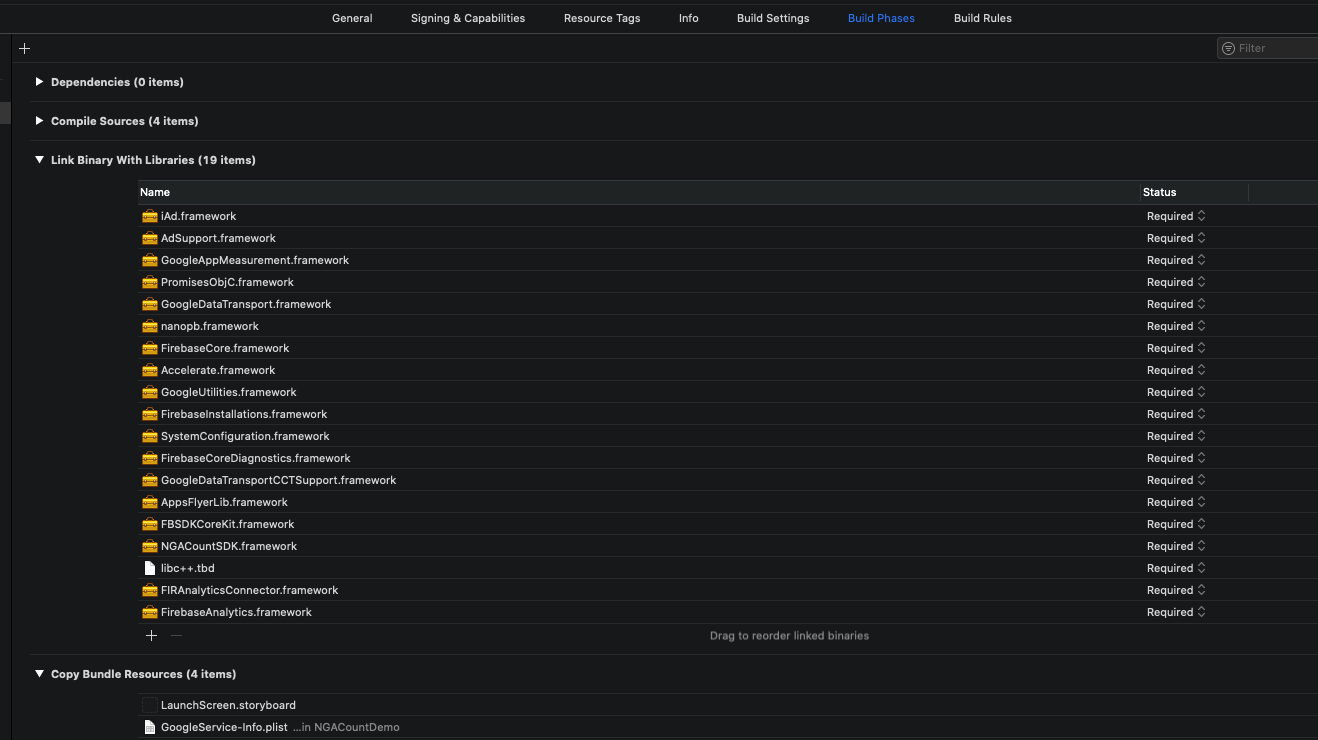 General Signing & Capabilities Resource Tags Info Build Settings Build Phases Build Rules
Filter
Dependencies (0 items)
Compile Sources (4 items)
Link Binary With Libraries (19 items)
Name Status
iAd.framework Required
AdSupport.framework Required
GoogleAppMeasurement.framework Required
PromisesObjC.framework Required
GoogleDataTransport.framework Required
nanopb.framework Required
FirebaseCore.framework Required
Accelerate.framework Required
GoogleUtilities.framework Required
FirebaseInstallations.framework Required
SystemConfiguration.framework Required
FirebaseCoreDiagnostics.framework Required
GoogleDataTransportCCTSupport.framework Required
AppsFlyerLib.framework Required
FBSDKCoreKit.framework Required
NGACountSDK.framework Required
libc++.tbd Required
FIRAnalyticsConnector.framework Required
FirebaseAnalytics.framework Required
Drag to reorder linked binaries
Copy Bundle Resources (4 items)
LaunchScreen.storyboard
GoogleService-Info.plist ...in NGACountDemo